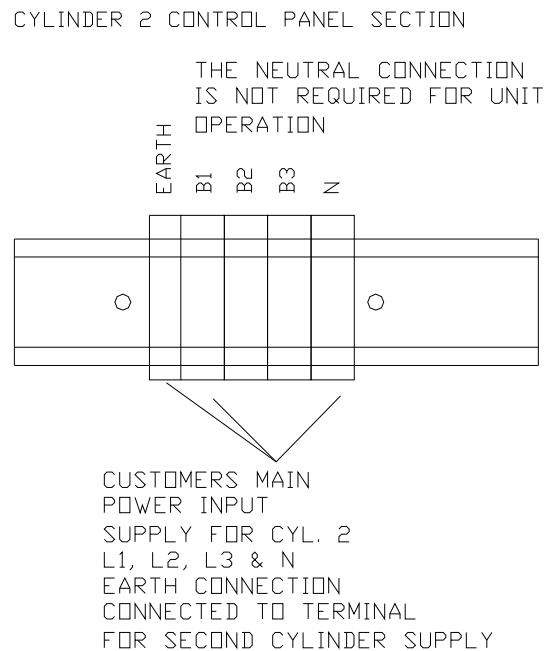 CYLINDER 2 CONTROL PANEL SECTION
THE NEUTRAL CONNECTION
IS NOT REQUIRED FOR UNIT
OPERATION
EARTH
B1
B2
B3
N
CUSTOMERS MAIN
POWER INPUT
SUPPLY FOR CYL. 2
L1, L2, L3 & N
EARTH CONNECTION
CONNECTED TO TERMINAL
FOR SECOND CYLINDER SUPPLY